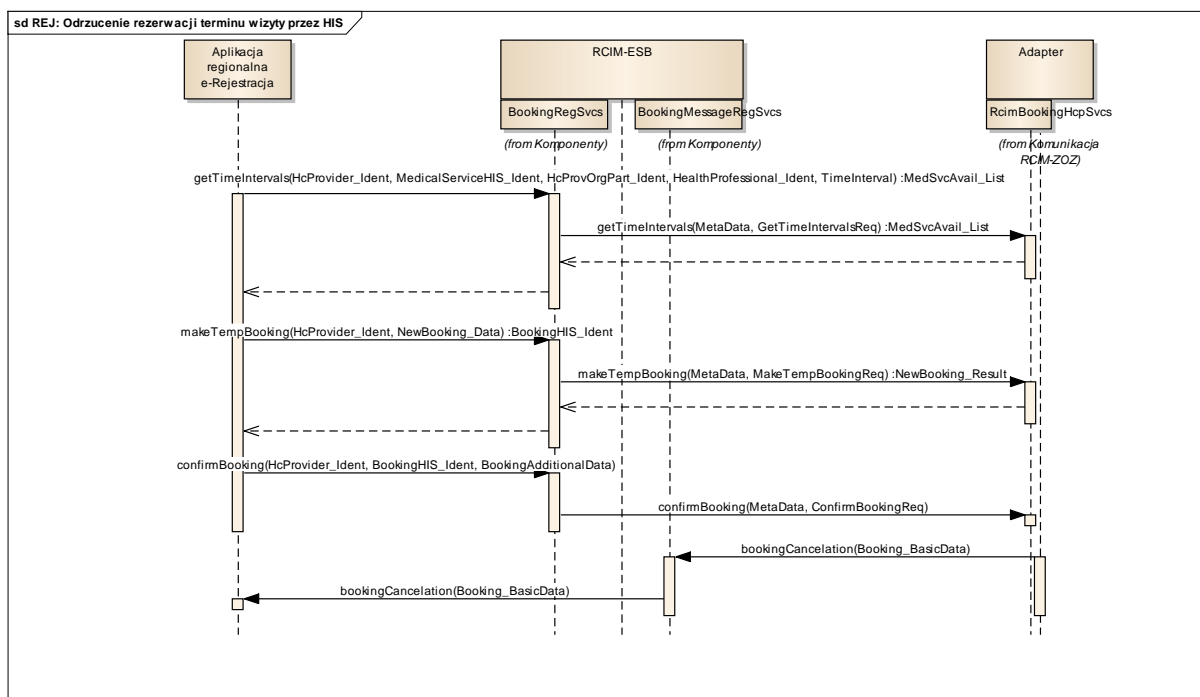 sd REJ: Odrzucenie rezerwacji terminu wizyty przez HIS
Aplikacja
regionalna
e-Rejestracja
RCIM-ESB
Adapter
BookingRegSvcs
BookingMessageRegSvcs
RcimBookingHcpSvcs
(from Komponenty)
(from Komponenty)
(from Komunikacja
RCIM-ZOZ)
getTimeIntervals(HcProvider_Ident, MedicalServiceHIS_Ident, HcProvOrgPart_Ident, HealthProfessional_Ident, TimeInterval) :MedSvcAvail_List
getTimeIntervals(MetaData, GetTimeIntervalsReq) :MedSvcAvail_List
makeTempBooking(HcProvider_Ident, NewBooking_Data) :BookingHIS_Ident
makeTempBooking(MetaData, MakeTempBookingReq) :NewBooking_Result
confirmBooking(HcProvider_Ident, BookingHIS_Ident, BookingAdditionalData)
confirmBooking(MetaData, ConfirmBookingReq)
bookingCancelation(Booking_BasicData)
bookingCancelation(Booking_BasicData)